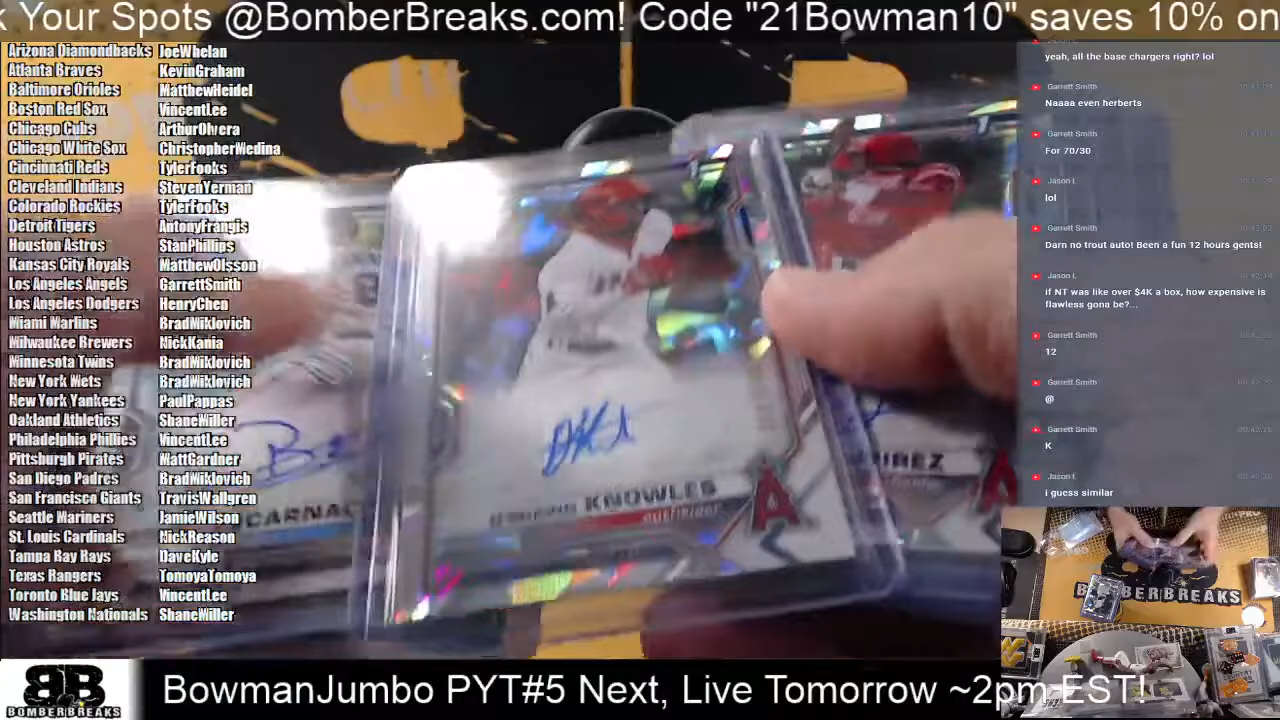 k Your Spots @BomberBreaks.com! Code "21Bowman10" saves 10% on
Arizona Diamondbacks JoeWhelan
Atlanta Braves KevinGraham
Baltimore Orioles MatthewHeidel
Boston Red Sox VincentLee
Chicago Cubs ArthurOlvera
Chicago White Sox ChristopherMedina
Cincinnati Reds TylerFooks
Cleveland Indians StevenYerman
Colorado Rockies TylerFooks
Detroit Tigers AntonyFrangis
Houston Astros StanPhillips
Kansas City Royals MatthewOlsson
Los Angeles Angels GarrettSmith
Los Angeles Dodgers HenryChen
Miami Marlins BradMiklovich
Milwaukee Brewers NickKania
Minnesota Twins BradMiklovich
New York Mets BradMiklovich
New York Yankees PaulPappas
Oakland Athletics ShaneMiller
Philadelphia Phillies VincentLee
Pittsburgh Pirates MattGardner
San Diego Padres BradMiklovich
San Francisco Giants TravisWallgren
Seattle Mariners JamieWilson
St. Louis Cardinals NickReason
Tampa Ray Rays DaveKyle
Texas Rangers TomoyaTomoya
Toronto Blue Jays VincentLee
Washington Nationals ShaneMiller
CARNAC
KNOWLES
outfielder
A
yeah, all the base chargers right? lol
Garrett Smith
Naaaa even herberts
Garrett Smith
For 70/30
Jason L
lol
Garrett Smith
Darn no trout auto! Been a fun 12 hours gents!
Jason L
if NT was like over $4K a box, how expensive is
flawless gona be?...
Garrett Smith
12
Garrett Smith
@
Garrett Smith
K
Jason L
i guess similar
BOMBERBREAKS
BB
BOMBERBREAKS
BowmanJumbo PYT#5 Next, Live Tomorrow ~2pm EST!